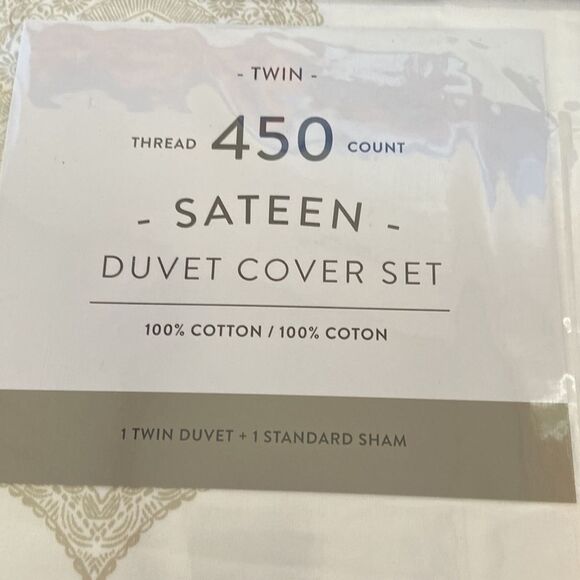 - TWIN -
THREAD 450 COUNT
- SATEEN -
DUVET COVER SET
100% COTTON / 100% COTON
1 TWIN DUVET + 1 STANDARD SHAM